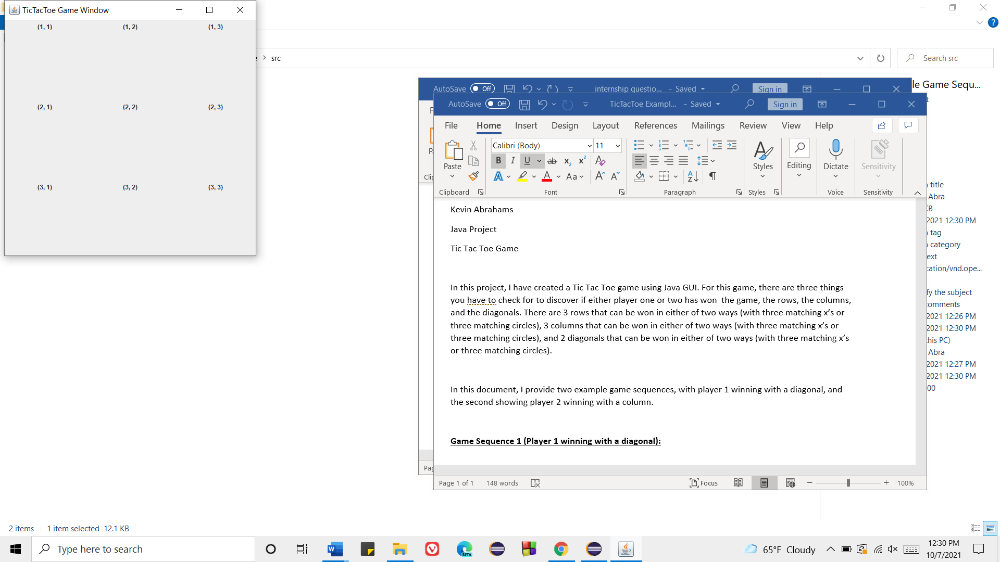 TicTacToe Game Window
(1, 1) (1, 2) (1, 3)
(2, 1) (2, 2) (2, 3)
(3, 1) (3, 2) (3, 3)
src
Search src
AutoSave Off internship questio... - Saved Sign in
AutoSave Off TicTacToe Exampl... - Saved Sign in
File Home Insert Design Layout References Mailings Review View Help
Calibri (Body) 11
Paste
Styles Editing Dictate Sensitivity
Clipboard Font Paragraph Styles Voice Sensitivity
Kevin Abrahams
Java Project
Tic Tac Toe Game
In this project, I have created a Tic Tac Toe game using Java GUI. For this game, there are three things
you have to check for to discover if either player one or two has won  the game, the rows, the columns,
and the diagonals. There are 3 rows that can be won in either of two ways (with three matching x’s or
three matching circles), 3 columns that can be won in either of two ways (with three matching x’s or
three matching circles), and 2 diagonals that can be won in either of two ways (with three matching x’s
or three matching circles).
In this document, I provide two example game sequences, with player 1 winning with a diagonal, and
the second showing player 2 winning with a column.
Game Sequence 1 (Player 1 winning with a diagonal):
Page 1 of 1 148 words Focus 100%
le Game Sequ...
title
Abra
KB
2021 12:30 PM
tag
category
ext
cation/vnd.ope...
fy the subject
omments
2021 12:26 PM
2021 12:30 PM
his PC)
Abra
2021 12:27 PM
2021 12:30 PM
00
2 items 1 item selected 12.1 KB
Type here to search
BETA
65°F Cloudy
12:30 PM
10/7/2021